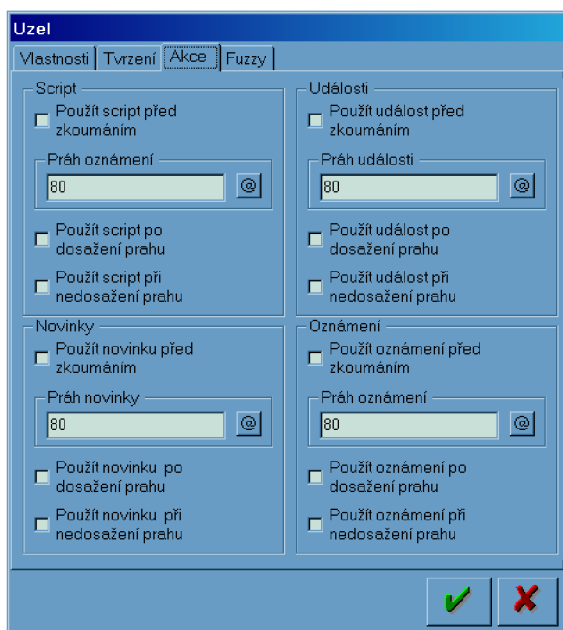 Uzel
Vlastnosti Tvrzení Akce Fuzzy
Script
Použít script před
zkoumáním
Práh oznámení
80 @
Použít script po
dosažení prahu
Použít script při
nedosažení prahu
Události
Použít událost před
zkoumáním
Práh události
80 @
Použít událost po
dosažení prahu
Použít událost při
nedosažení prahu
Novinky
Použít novinku před
zkoumáním
Práh novinky
80 @
Použít novinku po
dosažení prahu
Použít novinku při
nedosažení prahu
Oznámení
Použít oznámení před
zkoumáním
Práh oznámení
80 @
Použít oznámení po
dosažení prahu
Použít oznámení při
nedosažení prahu